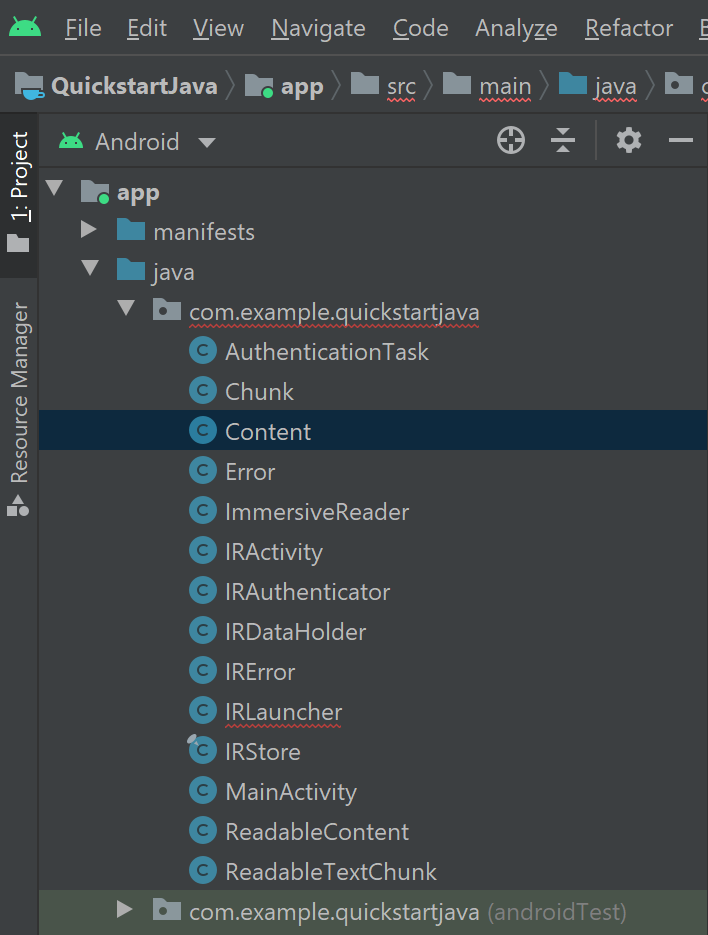 File Edit View Navigate Code Analyze Refactor
QuickstartJava app src main java
Android
1: Project
Resource Manager
app
manifests
java
com.example.quickstartjava
AuthenticationTask
Chunk
Content
Error
ImmersiveReader
IRActivity
IRAuthenticator
IRDataHolder
IRError
IRLauncher
IRStore
MainActivity
ReadableContent
ReadableTextChunk
com.example.quickstartjava (androidTest)